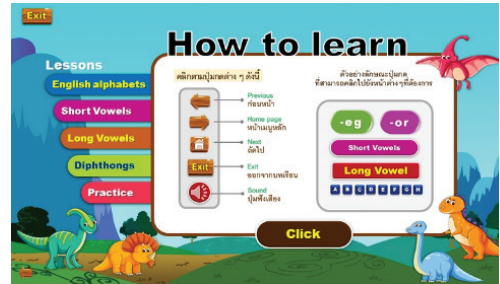 Exit
How to learn
Lessons
English alphabets
Short Vowels
Long Vowels
Diphthongs
Practice
คลิกตามปุ่มกดต่าง ๆ ดังนี้
Previous
ก่อนหน้า
Home page
หน้าเมนูหลัก
Next
ถัดไป
Exit
Exit
ออกจากบทเรียน
Sound
ปุ่มฟังเสียง
ตัวอย่างลักษณะปุ่มกด
ที่สามารถคลิกไปยังหน้าต่าง ๆที่ต้องการ
-eg
-or
Short Vowels
Long Vowel
A B C D E F G H
Click